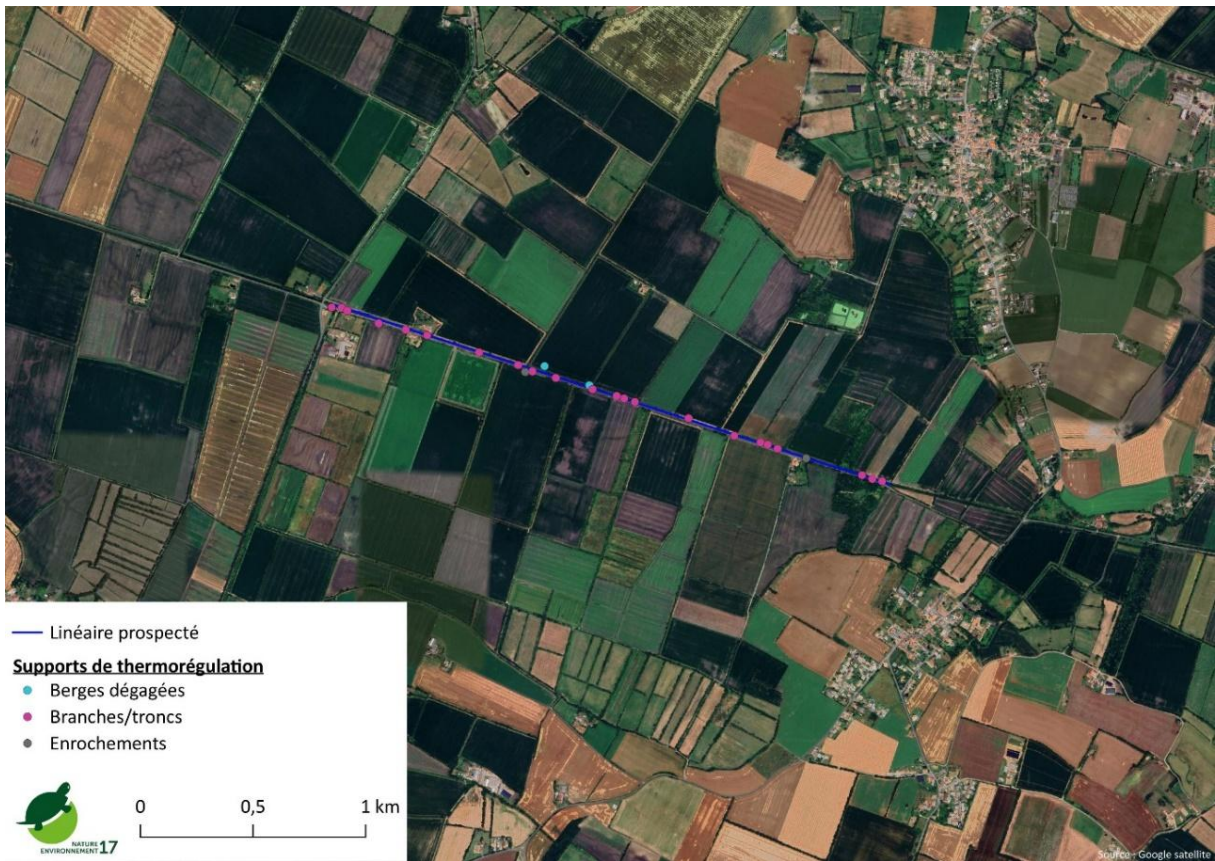 Linéaire prospecté
Supports de thermorégulation
Berges dégagées
Branches/troncs
Enrochements
NATURE
ENVIRONNEMENT 17
0 0,5 1 km
Source : Google satellite